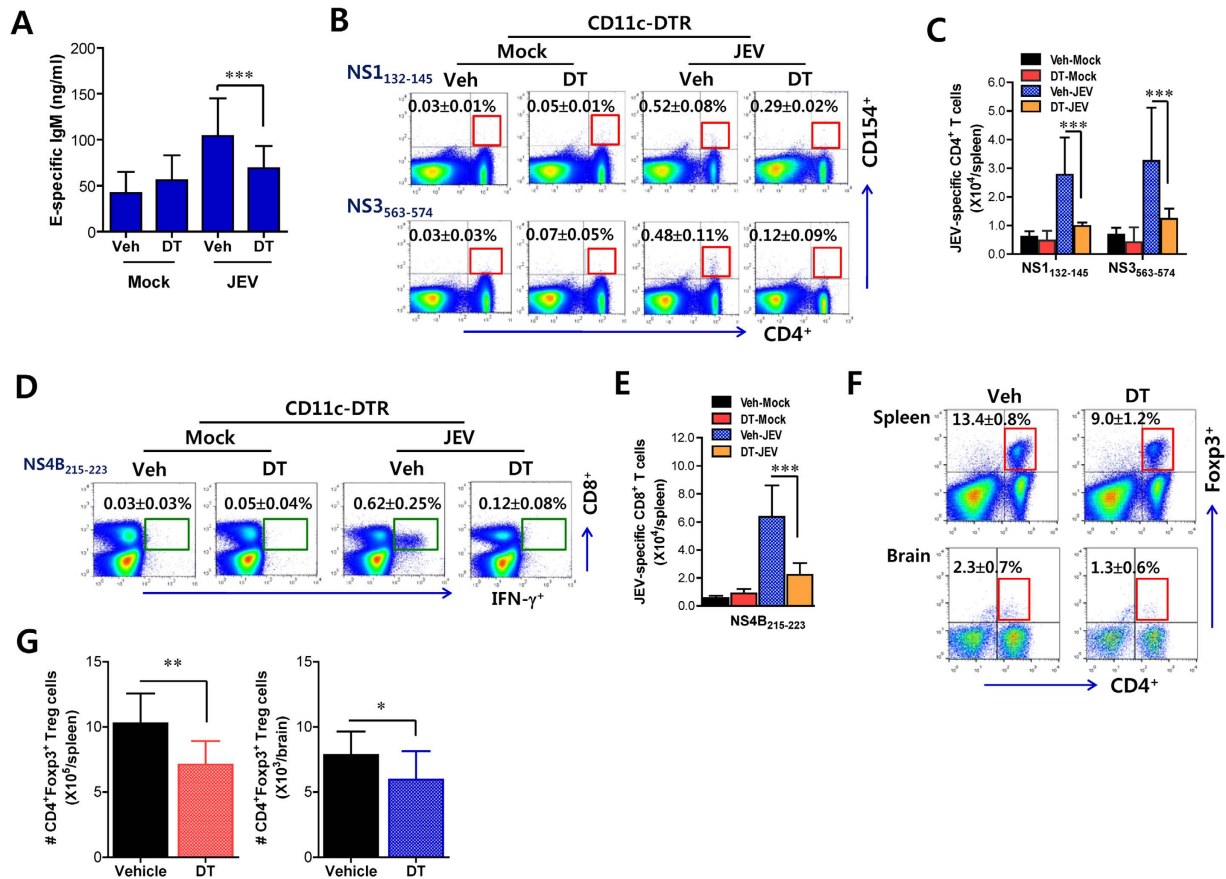 A
E-specific IgM (ng/ml)
200
150
100
50
0
Veh DT Veh DT
Mock JEV
***
B
CD11c-DTR
Mock JEV
NS1132-145 Veh DT Veh DT
0.03±0.01% 0.05±0.01% 0.52±0.08% 0.29±0.02%
CD154+
NS3563-574
0.03±0.03% 0.07±0.05% 0.48±0.11% 0.12±0.09%
CD4+
C
Veh-Mock
DT-Mock
Veh-JEV
DT-JEV
JEV-specific CD4+ T cells
(X104/spleen)
6.0
5.0
4.0
3.0
2.0
1.0
0.0
*** ***
NS1132-145 NS3563-574
D
CD11c-DTR
Mock JEV
NS4B215-223 Veh DT Veh DT
0.03±0.03% 0.05±0.04% 0.62±0.25% 0.12±0.08%
CD8+
IFN-γ+
E
Veh-Mock
DT-Mock
Veh-JEV
DT-JEV
JEV-specific CD8+ T cells
(X104/spleen)
12.0
10.0
8.0
6.0
4.0
2.0
0.0
***
NS4B215-223
F
Veh DT
Spleen
13.4±0.8% 9.0±1.2%
Foxp3+
Brain
2.3±0.7% 1.3±0.6%
CD4+
G
# CD4+Foxp3+ Treg cells
(X105/spleen)
15
10
5
0
**
Vehicle DT
# CD4+Foxp3+ Treg cells
(X103/brain)
15
10
5
0
*
Vehicle DT